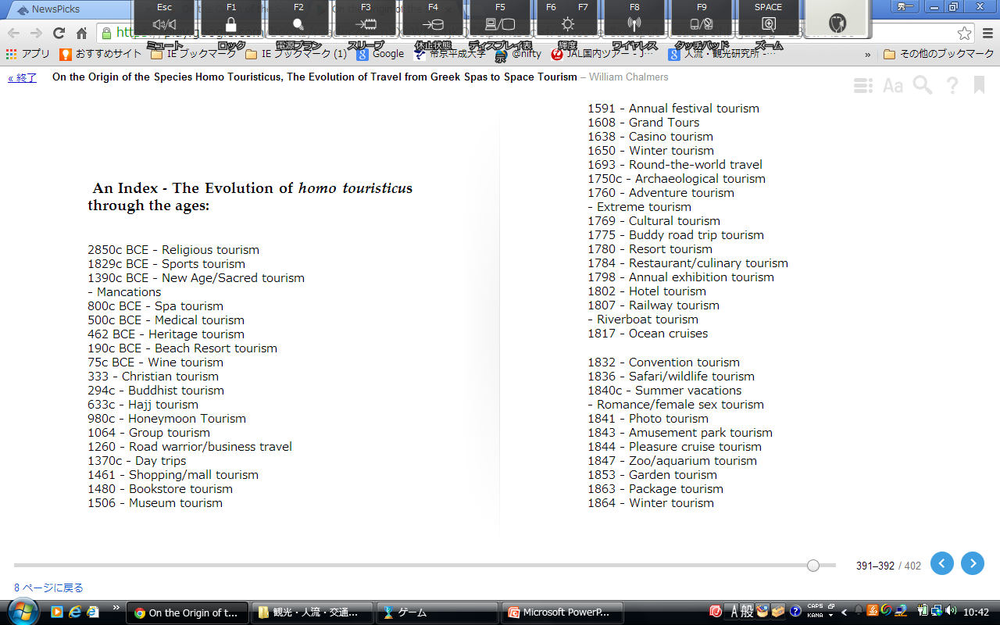 NewsPicks
Esc F1 F2 F3 F4 F5 F6 F7 F8 F9 SPACE
ミュート ロック 電源プラン スリープ 休止状態 ディスプレイ表示 輝度 ワイヤレス タッチパッド ズーム
アプリ おすすめサイト IE ブックマーク IE ブックマーク (1) Google 帝京平成大学 @nifty JAL国内ツアー - J… 人流・観光研究所 -… » その他のブックマーク
« 終了 On the Origin of the Species Homo Touristicus, The Evolution of Travel from Greek Spas to Space Tourism – William Chalmers
Aa ?
An Index - The Evolution of homo touristicus
through the ages:
2850c BCE - Religious tourism
1829c BCE - Sports tourism
1390c BCE - New Age/Sacred tourism
- Mancations
800c BCE - Spa tourism
500c BCE - Medical tourism
462 BCE - Heritage tourism
190c BCE - Beach Resort tourism
75c BCE - Wine tourism
333 - Christian tourism
294c - Buddhist tourism
633c - Hajj tourism
980c - Honeymoon Tourism
1064 - Group tourism
1260 - Road warrior/business travel
1370c - Day trips
1461 - Shopping/mall tourism
1480 - Bookstore tourism
1506 - Museum tourism
1591 - Annual festival tourism
1608 - Grand Tours
1638 - Casino tourism
1650 - Winter tourism
1693 - Round-the-world travel
1750c - Archaeological tourism
1760 - Adventure tourism
- Extreme tourism
1769 - Cultural tourism
1775 - Buddy road trip tourism
1780 - Resort tourism
1784 - Restaurant/culinary tourism
1798 - Annual exhibition tourism
1802 - Hotel tourism
1807 - Railway tourism
- Riverboat tourism
1817 - Ocean cruises
1832 - Convention tourism
1836 - Safari/wildlife tourism
1840c - Summer vacations
- Romance/female sex tourism
1841 - Photo tourism
1843 - Amusement park tourism
1844 - Pleasure cruise tourism
1847 - Zoo/aquarium tourism
1853 - Garden tourism
1863 - Package tourism
1864 - Winter tourism
391–392 / 402
8 ページに戻る
» On the Origin of t... 観光・人流・交通... ゲーム Microsoft PowerP... A 般 CAPS KANA 10:42